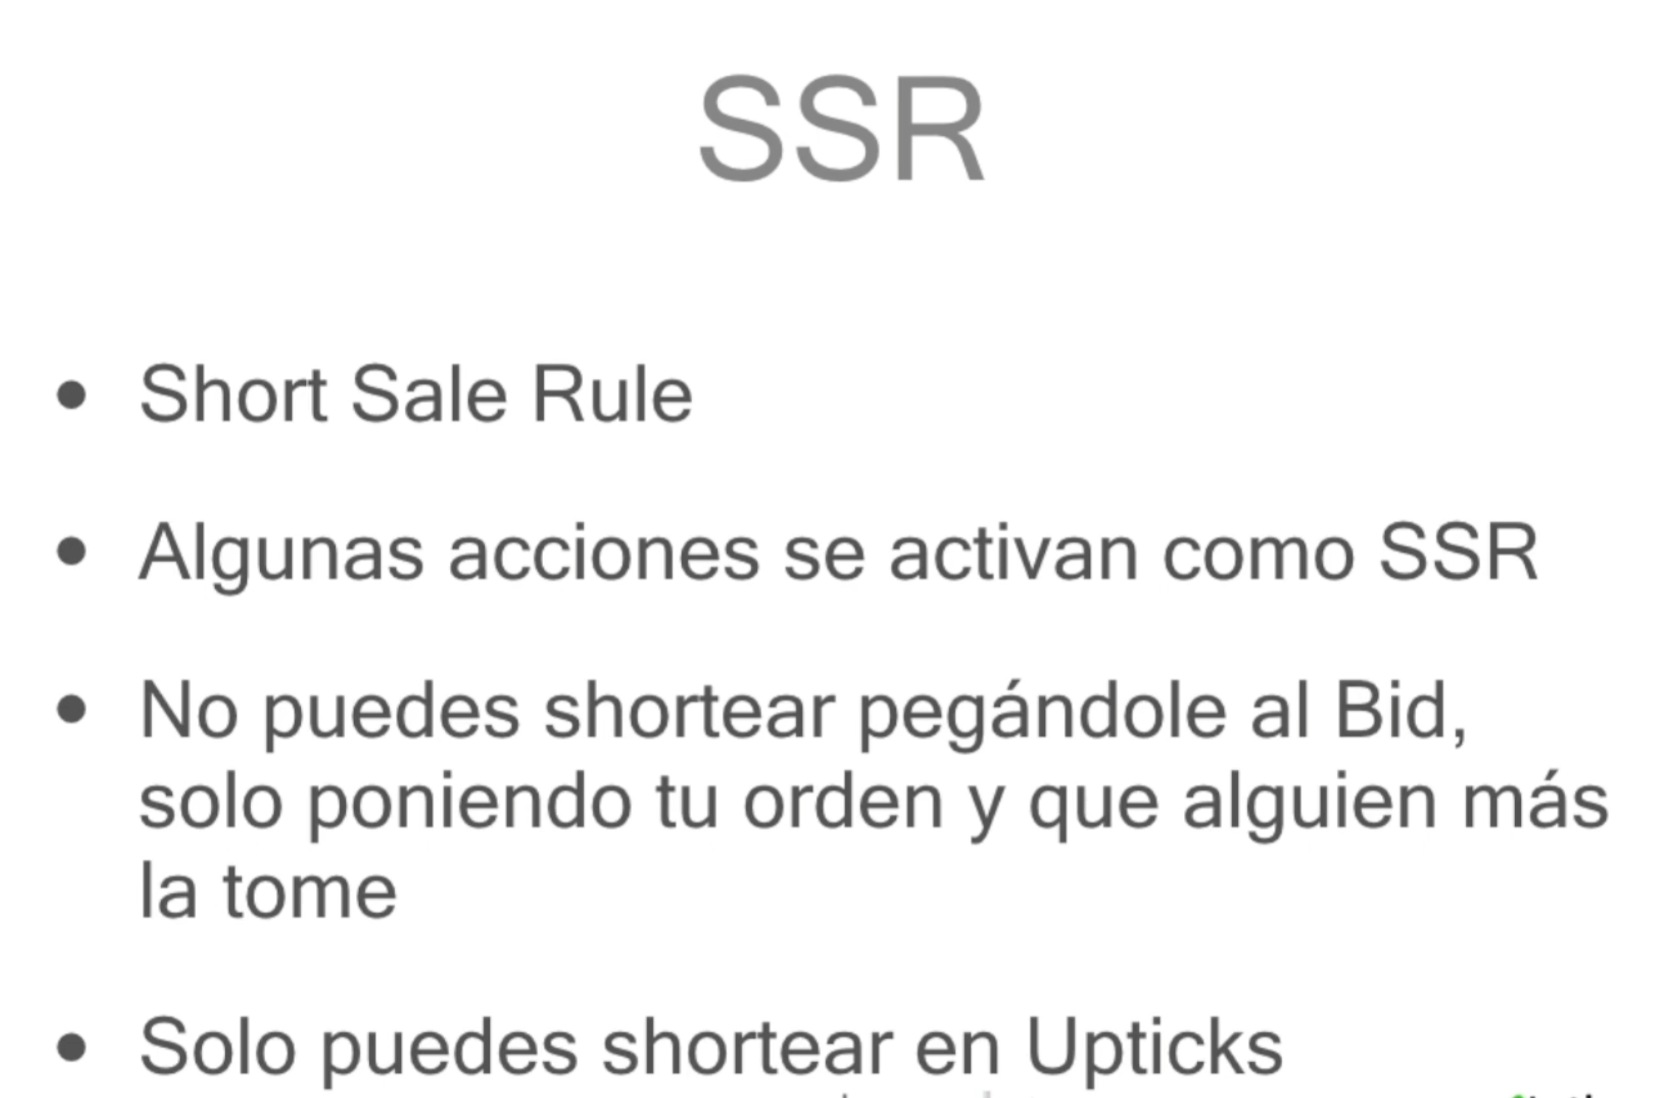 SSR
• Short Sale Rule
• Algunas acciones se activan como SSR
• No puedes shortear pegándole al Bid,
solo poniendo tu orden y que alguien más
la tome
• Solo puedes shortear en Upticks